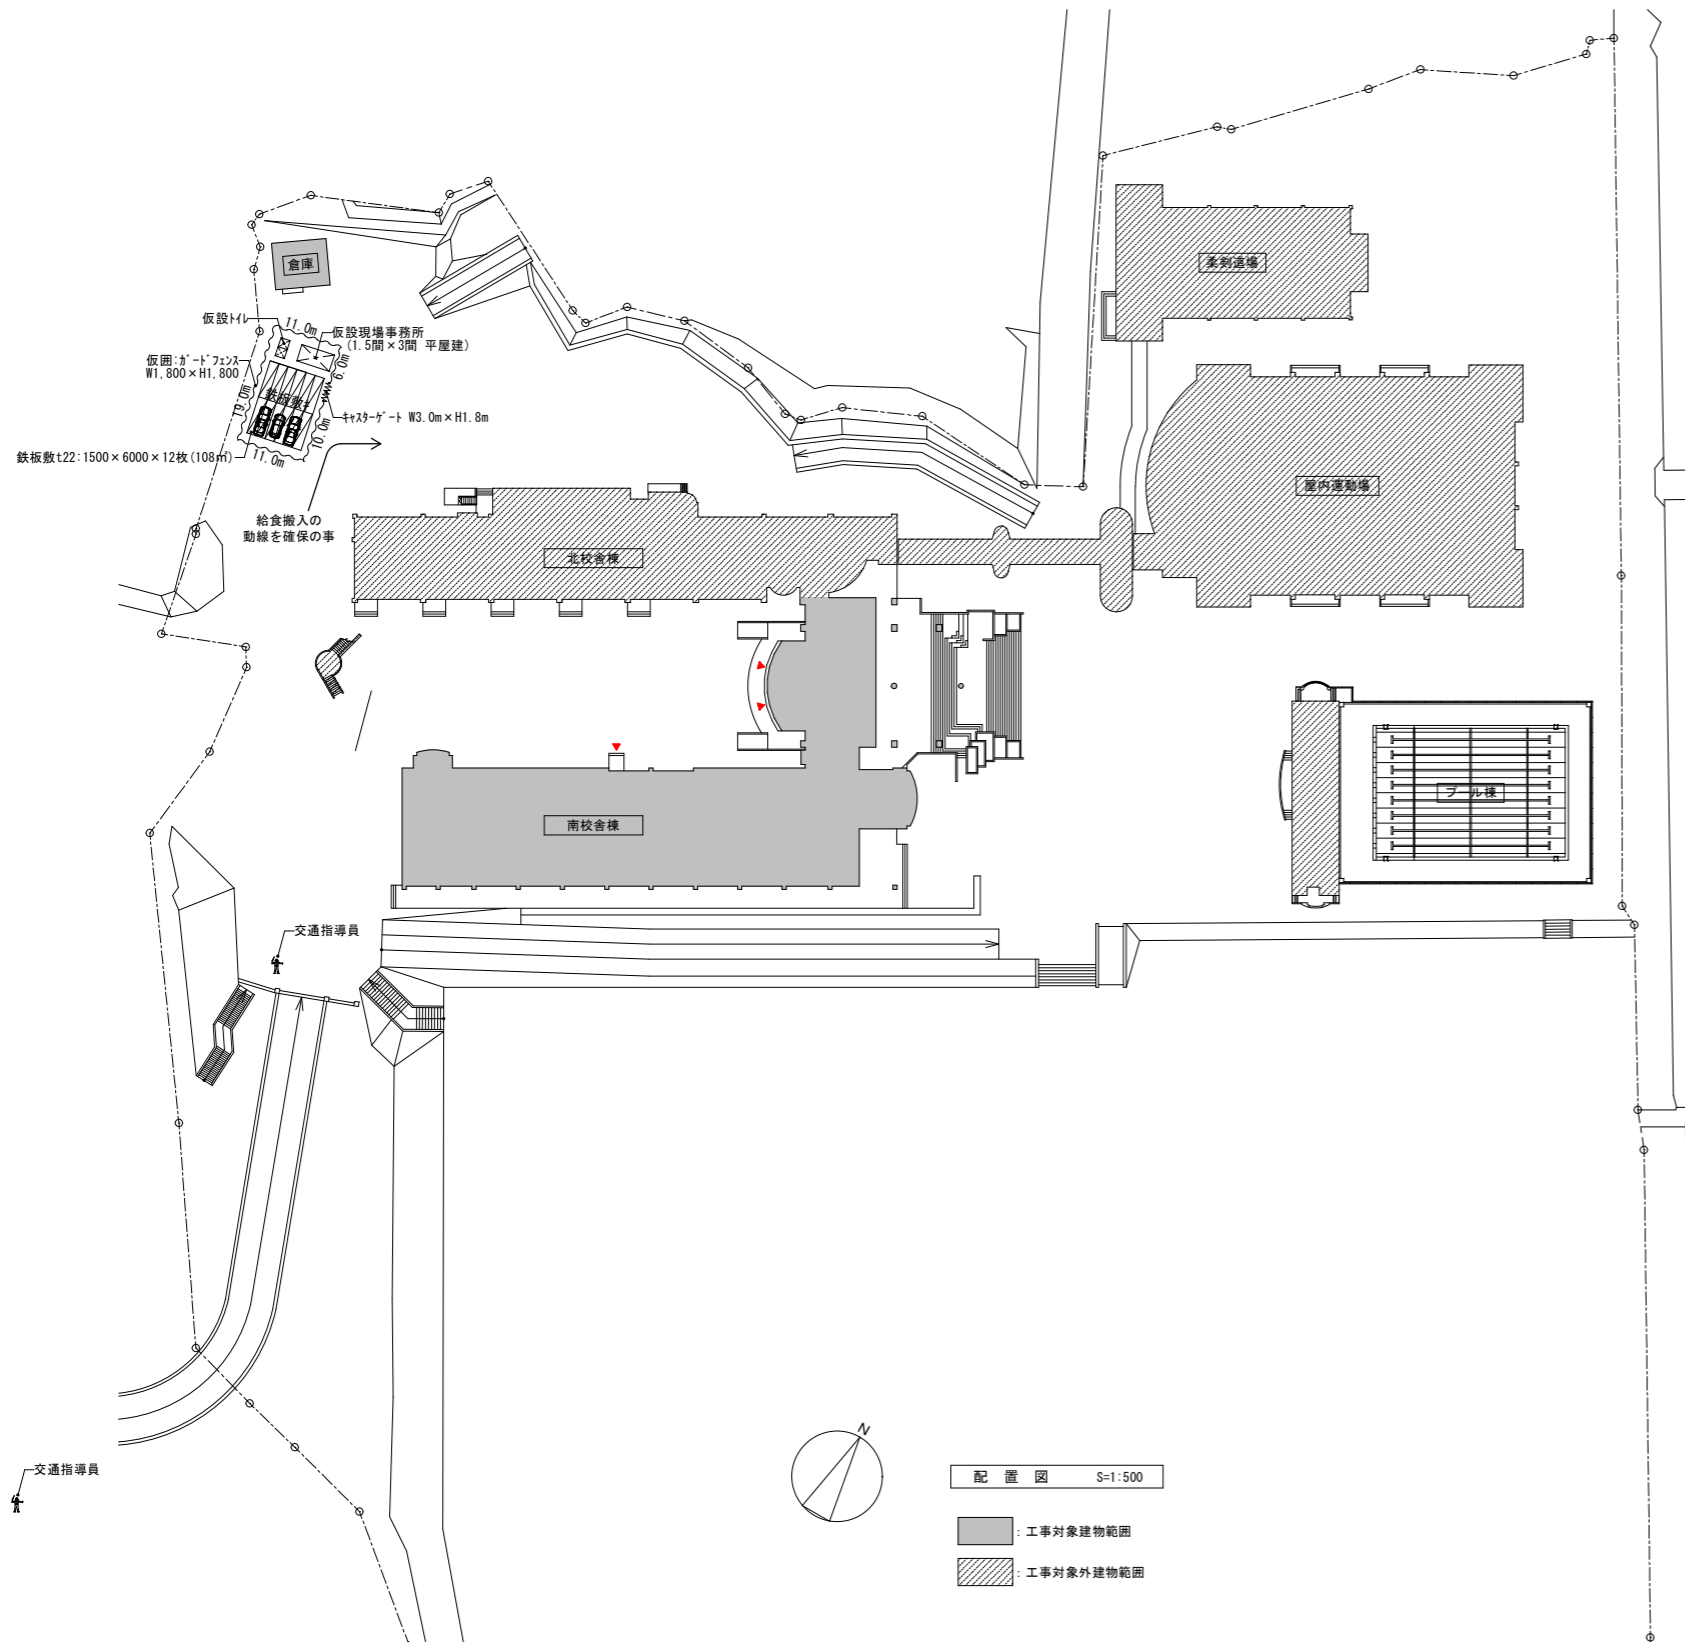 柔剣道場
倉庫
仮設ﾄｲﾚ
11.0m
仮設現場事務所
(1.5間×3間 平屋建)
仮囲:ｶﾞｰﾄﾞﾌｪﾝｽ
W1,800×H1,800
6.0m
19.0m
鉄板敷き
ｷｬｽﾀｰｹﾞｰﾄ W3.0m×H1.8m
10.0m
鉄板敷t22:1500×6000×12枚(108㎡)
11.0m
屋内運動場
給食搬入の
動線を確保の事
北校舎棟
プール棟
南校舎棟
交通指導員
交通指導員
N
配 置 図 S=1:500
: 工事対象建物範囲
: 工事対象外建物範囲